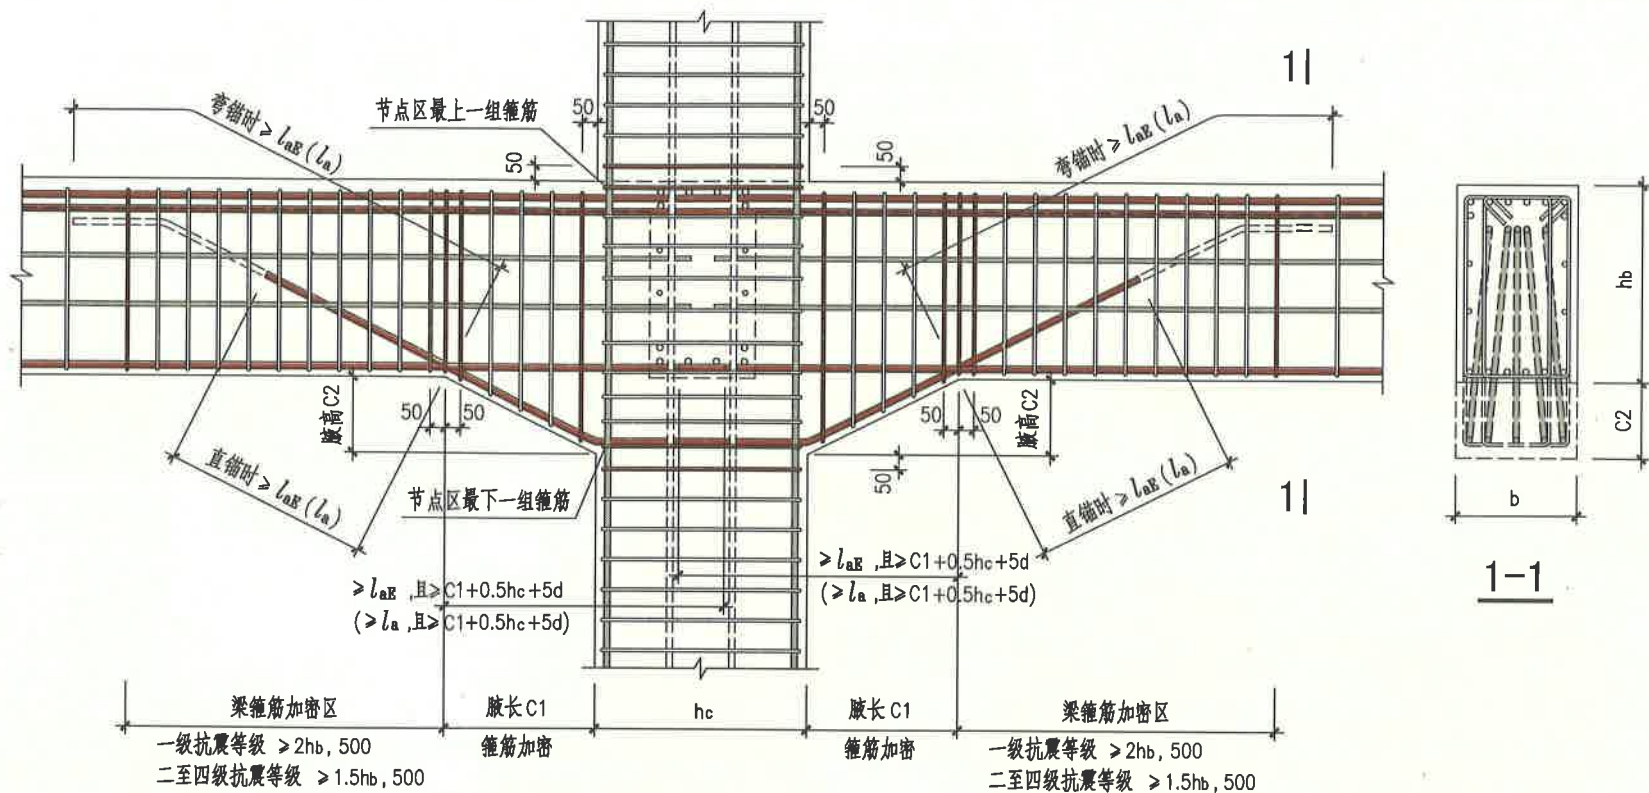 1|
弯锚时≥laE(la)
节点区最上一组箍筋
50
50
50
50
弯锚时≥laE(la)
hb
C2
b
1-1
腋高C2
50
50
50
50
腋高C2
50
直锚时≥laE(la)
节点区最下一组箍筋
直锚时≥laE(la)
1|
≥laE,且≥C1+0.5hc+5d
(≥la,且≥C1+0.5hc+5d)
≥laE,且≥C1+0.5hc+5d
(≥la,且≥C1+0.5hc+5d)
梁箍筋加密区
腋长C1
hc
腋长C1
梁箍筋加密区
一级抗震等级 ≥2hb, 500
箍筋加密
箍筋加密
一级抗震等级 ≥2hb, 500
二至四级抗震等级 ≥1.5hb, 500
二至四级抗震等级 ≥1.5hb, 500